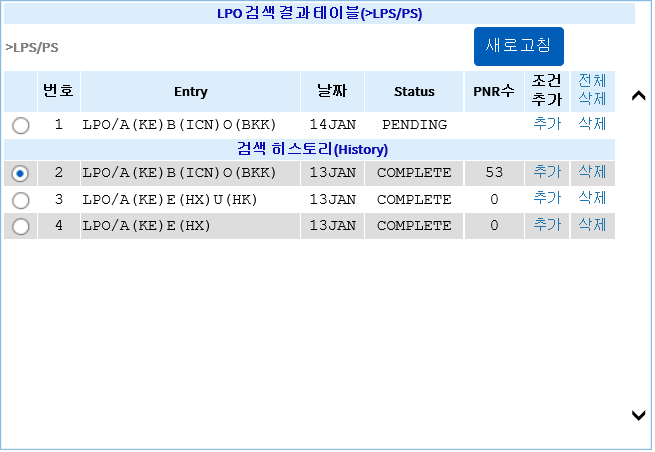 LPO 검색 결과 테이블(>LPS/PS)
>LPS/PS 새로고침
번호 Entry 날짜 Status PNR수 조건 추가 전체 삭제
1 LPO/A(KE)B(ICN)O(BKK) 14JAN PENDING 추가 삭제
검색 히스토리(History)
2 LPO/A(KE)B(ICN)O(BKK) 13JAN COMPLETE 53 추가 삭제
3 LPO/A(KE)E(HX)U(HK) 13JAN COMPLETE 0 추가 삭제
4 LPO/A(KE)E(HX) 13JAN COMPLETE 0 추가 삭제